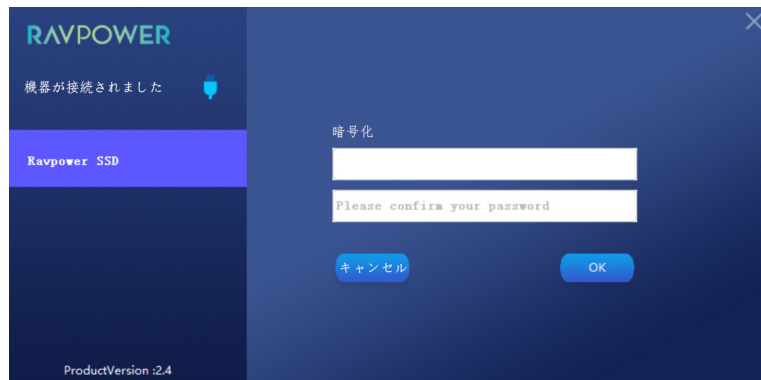 RAVPOWER
機器が接続されました
Ravpower SSD
ProductVersion :2.4
暗号化
Please confirm your password
キャンセル
OK